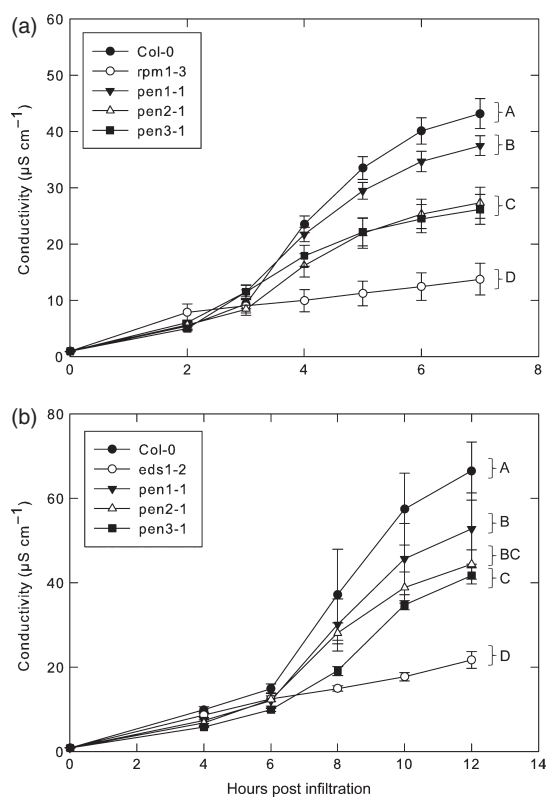 (a)
60
50
40
30
20
10
0
Conductivity (µS cm⁻¹)
Col-0
rpm1-3
pen1-1
pen2-1
pen3-1
A
B
C
D
0 2 4 6 8
(b)
80
60
40
20
0
Conductivity (µS cm⁻¹)
Col-0
eds1-2
pen1-1
pen2-1
pen3-1
A
B
BC
C
D
0 2 4 6 8 10 12 14
Hours post infiltration